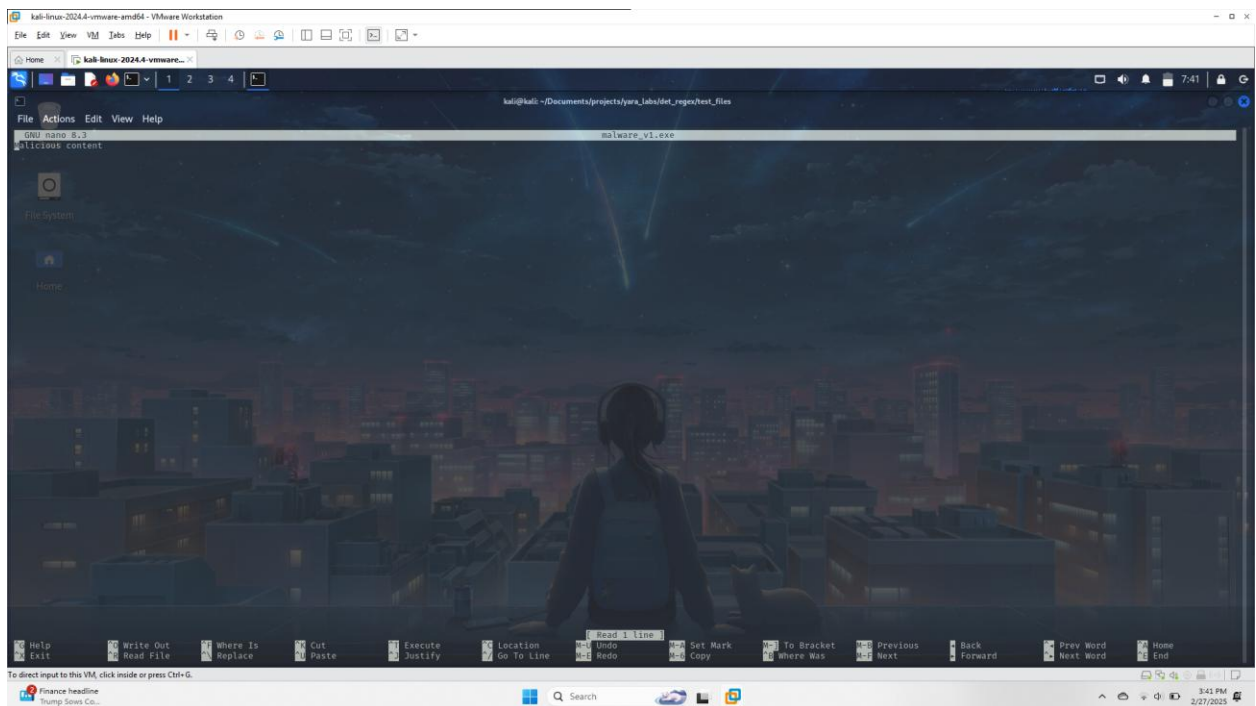 kali-linux-2024.4-vmware-amd64 - VMware Workstation
File Edit View VM Tabs Help
Home kali-linux-2024.4-vmware...
1 2 3 4 7:41
kali@kali: ~/Documents/projects/yara_labs/det_regex/test_files
File Actions Edit View Help
GNU nano 8.3 malware_v1.exe
Malicious content
File System
Home
[ Read 1 line ]
^G Help ^O Write Out ^F Where Is ^K Cut ^T Execute ^C Location M-U Undo M-A Set Mark M-] To Bracket M-B Previous Back Prev Word ^A Home
^X Exit ^R Read File ^\ Replace ^U Paste ^J Justify ^/ Go To Line M-E Redo M-6 Copy ^B Where Was M-F Next Forward Next Word ^E End
To direct input to this VM, click inside or press Ctrl+G.
2 Finance headline
Trump Sows Co...
Search
3:41 PM
2/27/2025